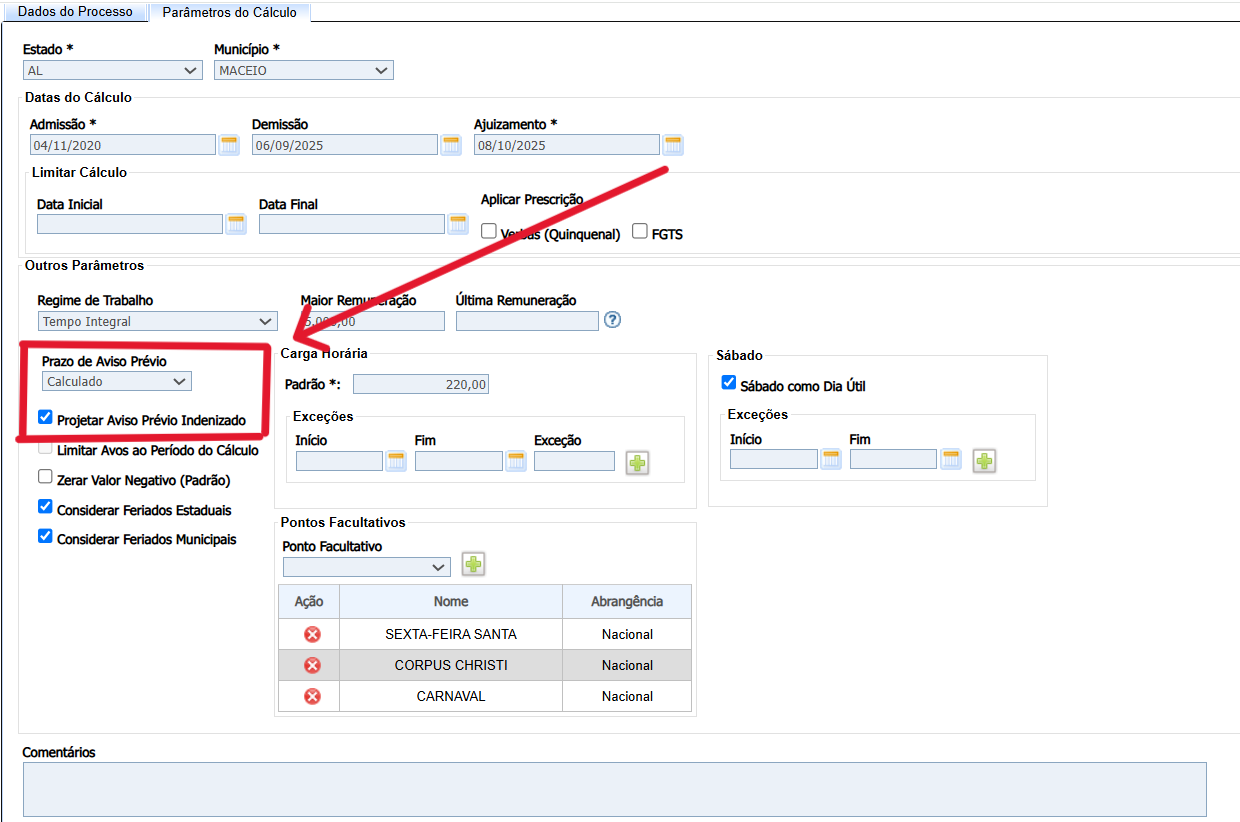 Dados do Processo Parâmetros do Cálculo
Estado * Município *
AL MACEIO
Datas do Cálculo
Admissão * Demissão Ajuizamento *
04/11/2020 06/09/2025 08/10/2025
Limitar Cálculo
Data Inicial Data Final Aplicar Prescrição
Verbas (Quinquenal) FGTS
Outros Parâmetros
Regime de Trabalho Maior Remuneração Última Remuneração
Tempo Integral
Prazo de Aviso Prévio
Calculado
Projetar Aviso Prévio Indenizado
Limitar Avos ao Período do Cálculo
Zerar Valor Negativo (Padrão)
Considerar Feriados Estaduais
Considerar Feriados Municipais
Carga Horária
Padrão *: 220,00
Exceções
Início Fim Exceção
Sábado
Sábado como Dia Útil
Exceções
Início Fim
Pontos Facultativos
Ponto Facultativo
Ação Nome Abrangência
SEXTA-FEIRA SANTA Nacional
CORPUS CHRISTI Nacional
CARNAVAL Nacional
Comentários